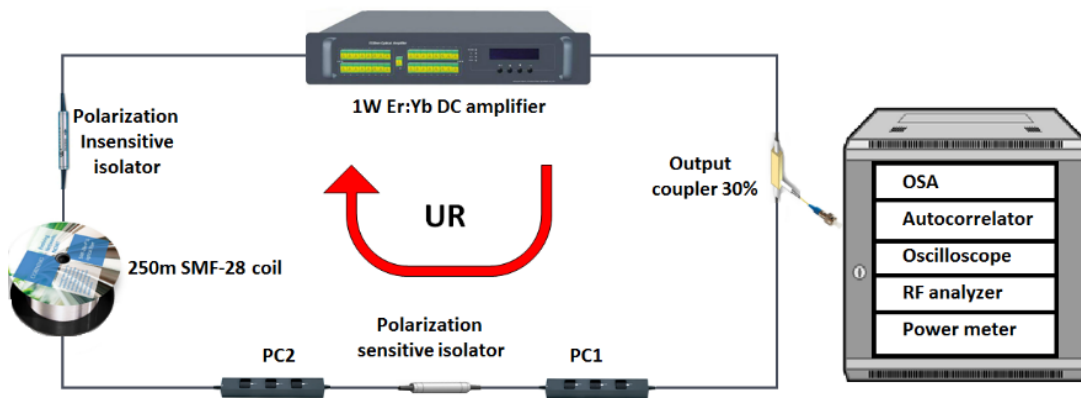 1W Er:Yb DC amplifier
Polarization
Insensitive
isolator
Output
coupler 30%
UR
250m SMF-28 coil
Polarization
sensitive isolator
PC2
PC1
OSA
Autocorrelator
Oscilloscope
RF analyzer
Power meter